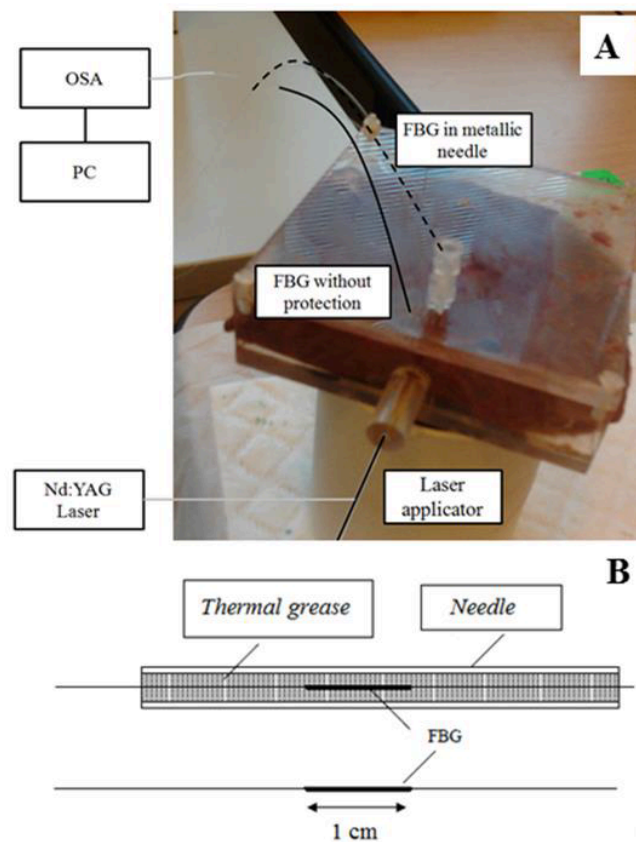 A
OSA
PC
FBG in metallic
needle
FBG without
protection
Nd:YAG
Laser
Laser
applicator
B
Thermal grease
Needle
FBG
1 cm